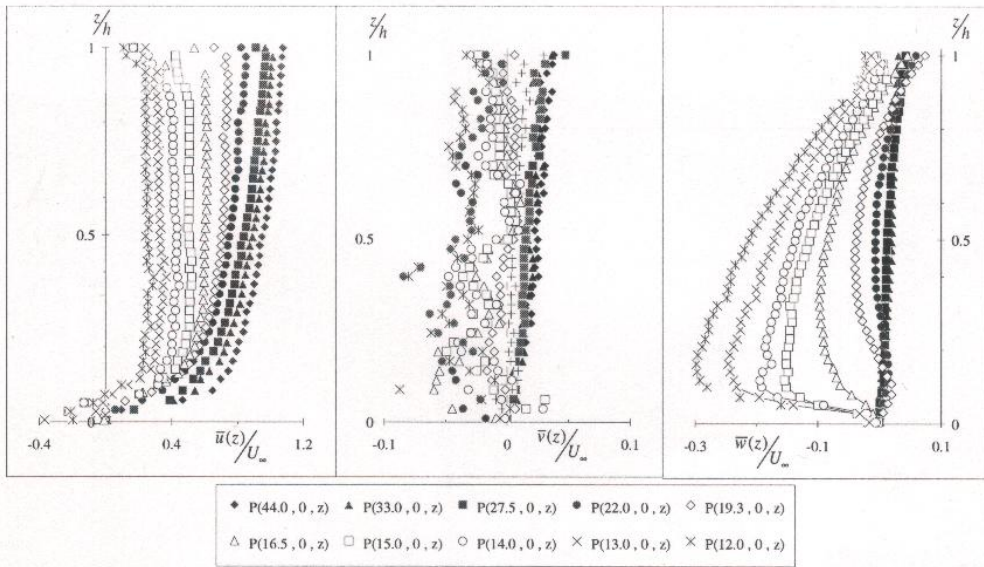 z/h
z/h
z/h
1
1
1
0.5
0.5
0.5
0
0
0
-0.4
0.4
1.2
-0.1
0
0.1
-0.3
-0.1
0.1
u̅(z)/U∞
v̅(z)/U∞
w̅(z)/U∞
◆ P(44.0 , 0 , z) ▲ P(33.0 , 0 , z) ■ P(27.5 , 0 , z) ● P(22.0 , 0 , z) ◇ P(19.3 , 0 , z)
△ P(16.5 , 0 , z) □ P(15.0 , 0 , z) ○ P(14.0 , 0 , z) × P(13.0 , 0 , z) × P(12.0 , 0 , z)